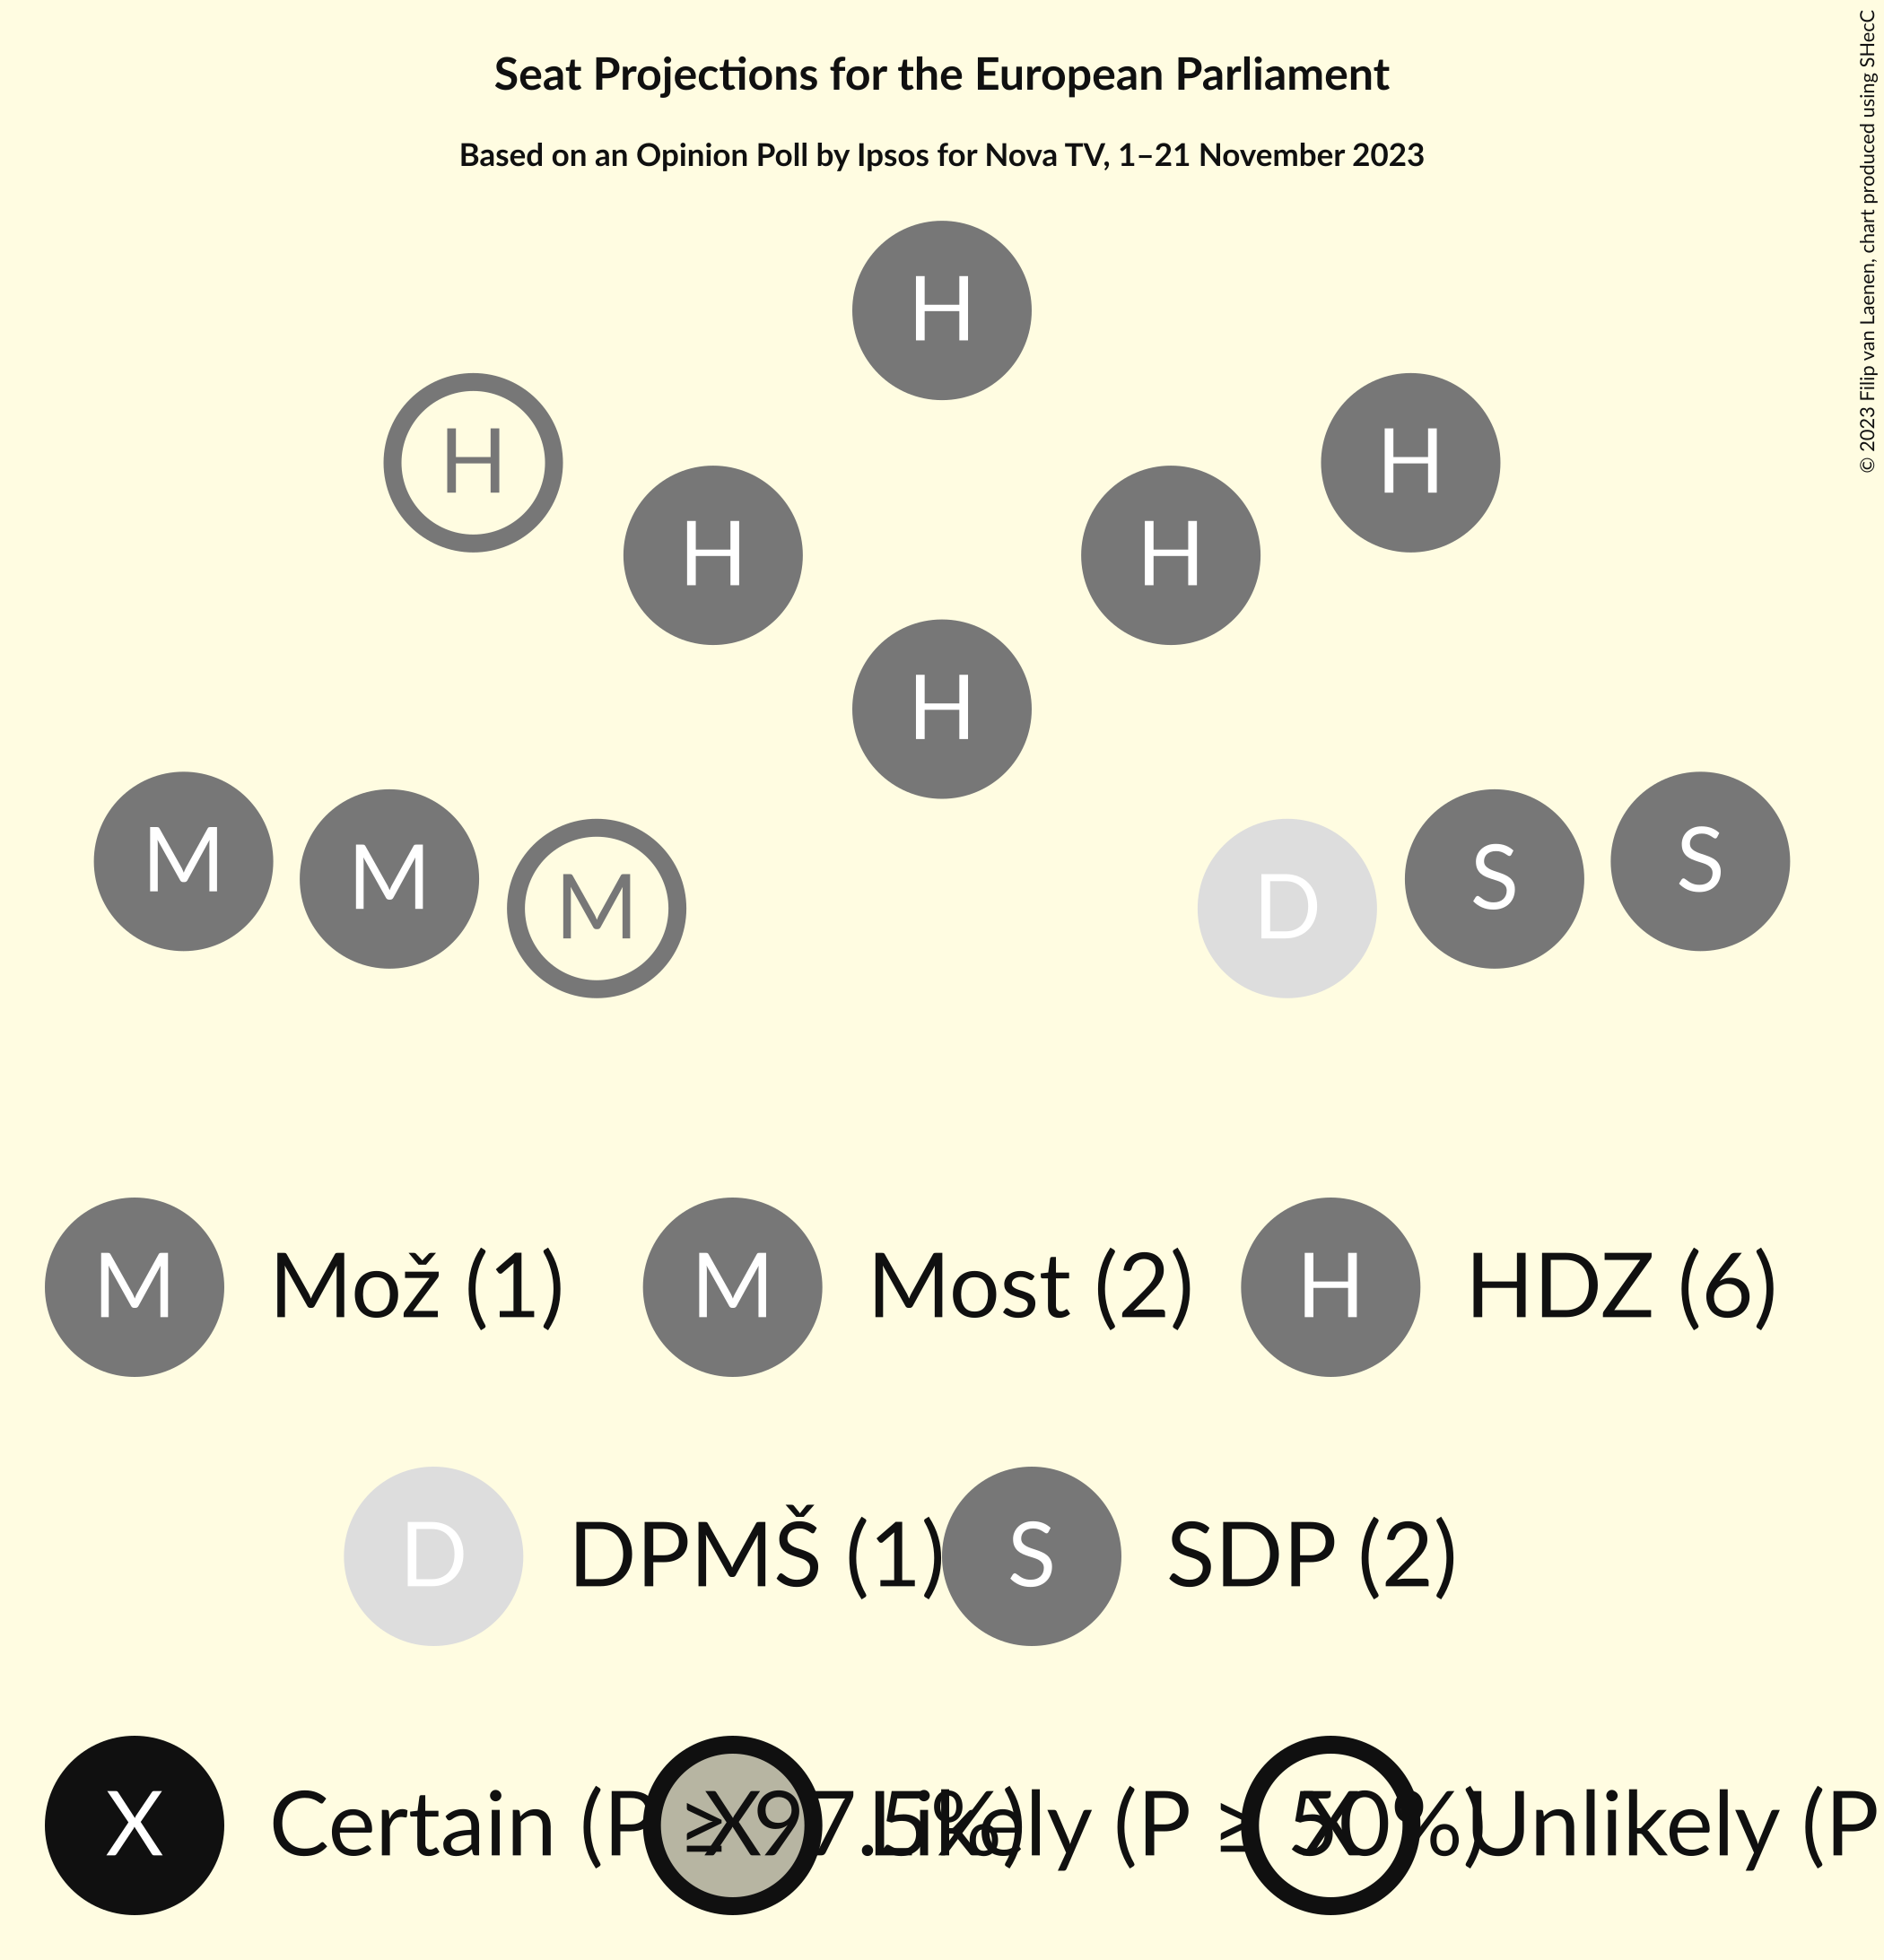 Seat Projections for the European Parliament
Based on an Opinion Poll by Ipsos for Nova TV, 1–21 November 2023
© 2023 Filip van Laenen, chart produced using SHecC
H
H
H
H
H
H
M
M
M
D
S
S
M Mož (1)
M Most (2)
H HDZ (6)
D DPMŠ (1)
S SDP (2)
X Certain (P ≥ 97.5%)
X Likely (P ≥ 50%)
X Unlikely (P